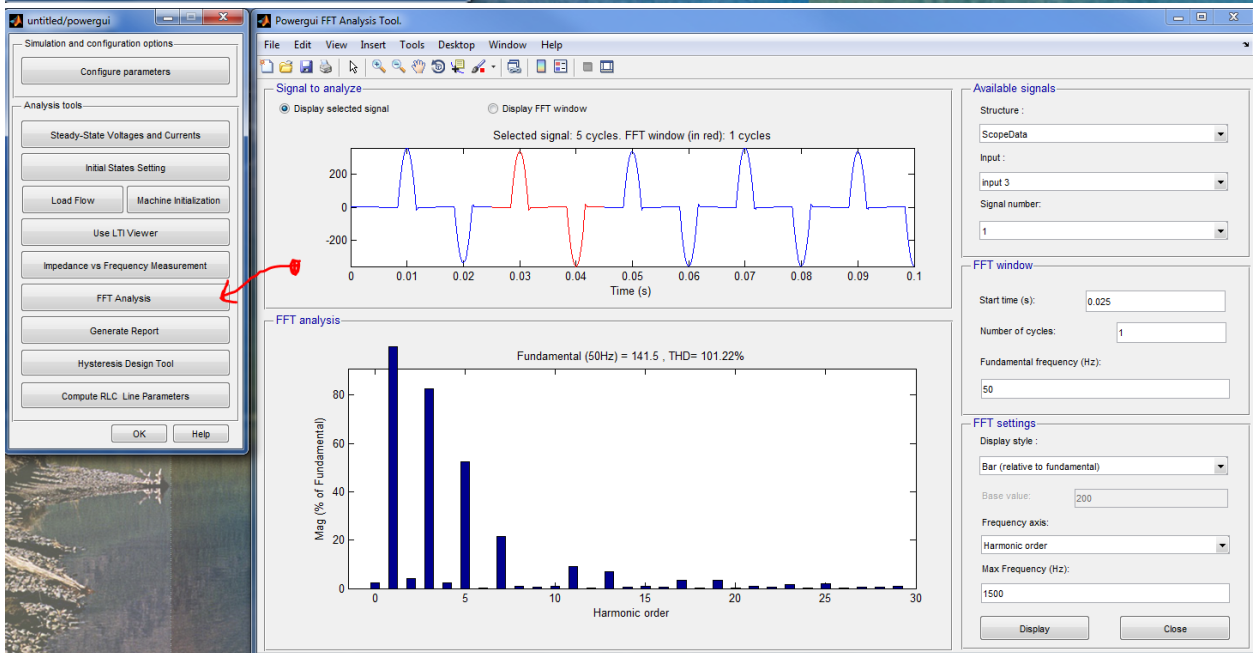 untitled/powergui
Simulation and configuration options
Configure parameters
Analysis tools
Steady-State Voltages and Currents
Initial States Setting
Load Flow
Machine Initialization
Use LTI Viewer
Impedance vs Frequency Measurement
FFT Analysis
Generate Report
Hysteresis Design Tool
Compute RLC Line Parameters
OK
Help
Powergui FFT Analysis Tool.
File Edit View Insert Tools Desktop Window Help
Signal to analyze
Display selected signal
Display FFT window
Selected signal: 5 cycles. FFT window (in red): 1 cycles
200
0
-200
0 0.01 0.02 0.03 0.04 0.05 0.06 0.07 0.08 0.09 0.1
Time (s)
FFT analysis
Fundamental (50Hz) = 141.5 , THD= 101.22%
80
60
40
20
0
Mag (% of Fundamental)
0 5 10 15 20 25 30
Harmonic order
Available signals
Structure :
ScopeData
Input :
input 3
Signal number:
1
FFT window
Start time (s):
0.025
Number of cycles:
1
Fundamental frequency (Hz):
50
FFT settings
Display style :
Bar (relative to fundamental)
Base value:
200
Frequency axis:
Harmonic order
Max Frequency (Hz):
1500
Display
Close